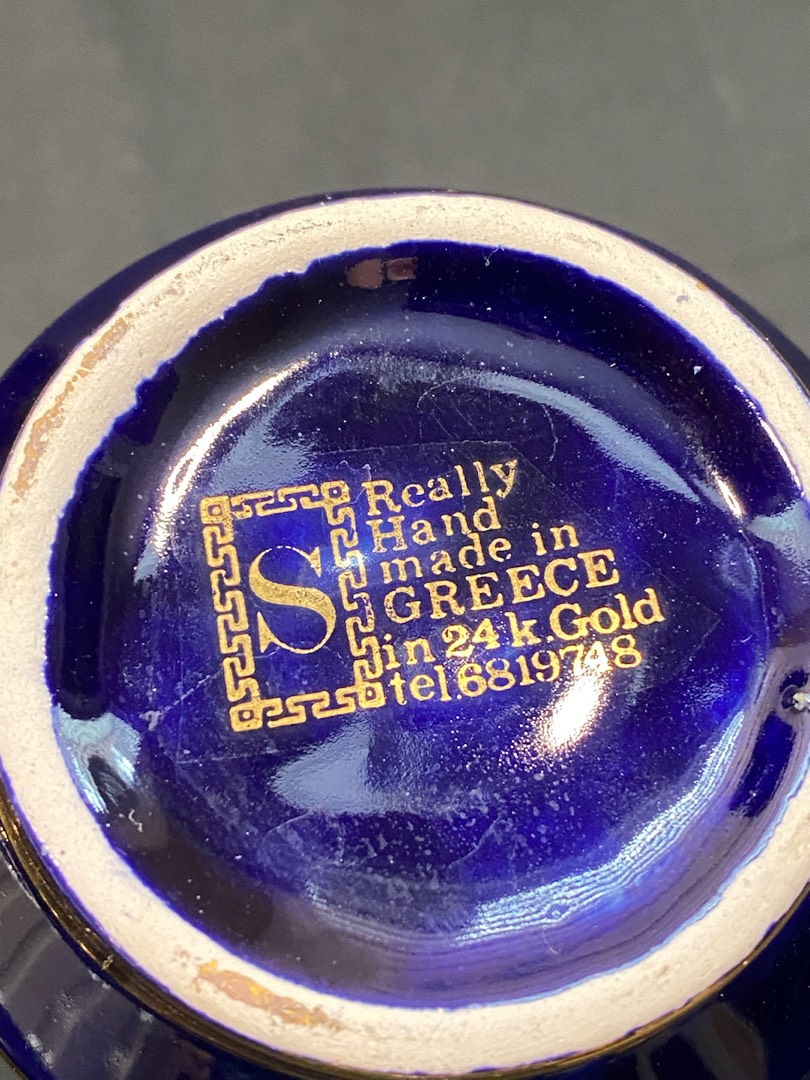 S
Really
Hand
made in
GREECE
in 24 k.Gold
tel.6819748